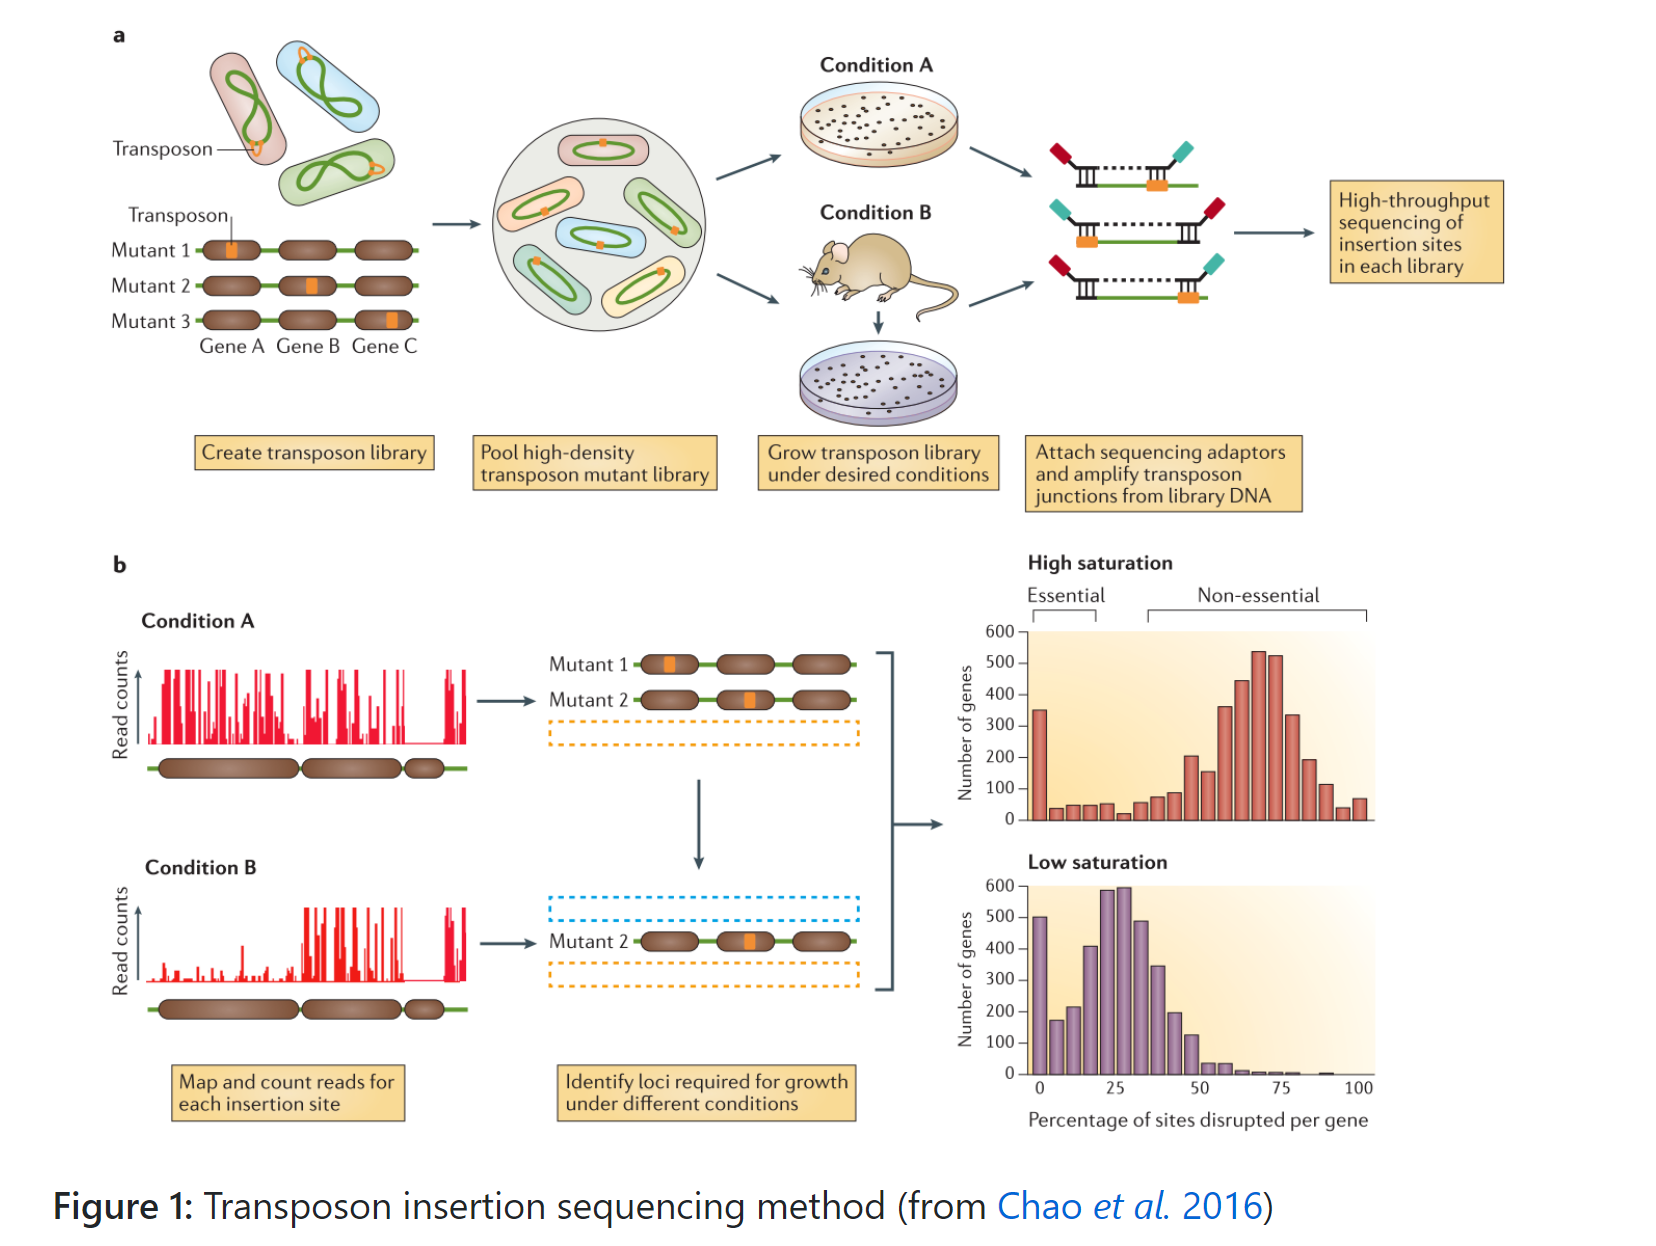 a
Transposon
Transposon
Mutant 1
Mutant 2
Mutant 3
Gene A Gene B Gene C
Condition A
Condition B
High-throughput
sequencing of
insertion sites
in each library
Create transposon library
Pool high-density
transposon mutant library
Grow transposon library
under desired conditions
Attach sequencing adaptors
and amplify transposon
junctions from library DNA
b
Condition A
Read counts
Mutant 1
Mutant 2
Condition B
Read counts
Mutant 2
Map and count reads for
each insertion site
Identify loci required for growth
under different conditions
High saturation
Essential
Non-essential
Number of genes
600
500
400
300
200
100
0
Low saturation
Number of genes
600
500
400
300
200
100
0
0 25 50 75 100
Percentage of sites disrupted per gene
Figure 1: Transposon insertion sequencing method (from Chao et al. 2016)